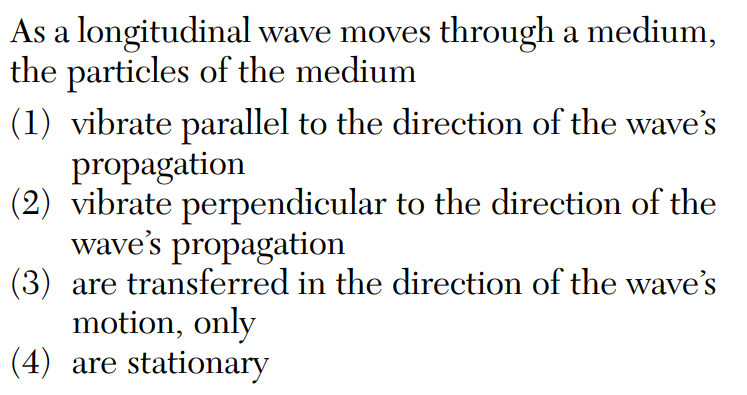 As a longitudinal wave moves through a medium,
the particles of the medium
(1) vibrate parallel to the direction of the wave’s
propagation
(2) vibrate perpendicular to the direction of the
wave’s propagation
(3) are transferred in the direction of the wave’s
motion, only
(4) are stationary